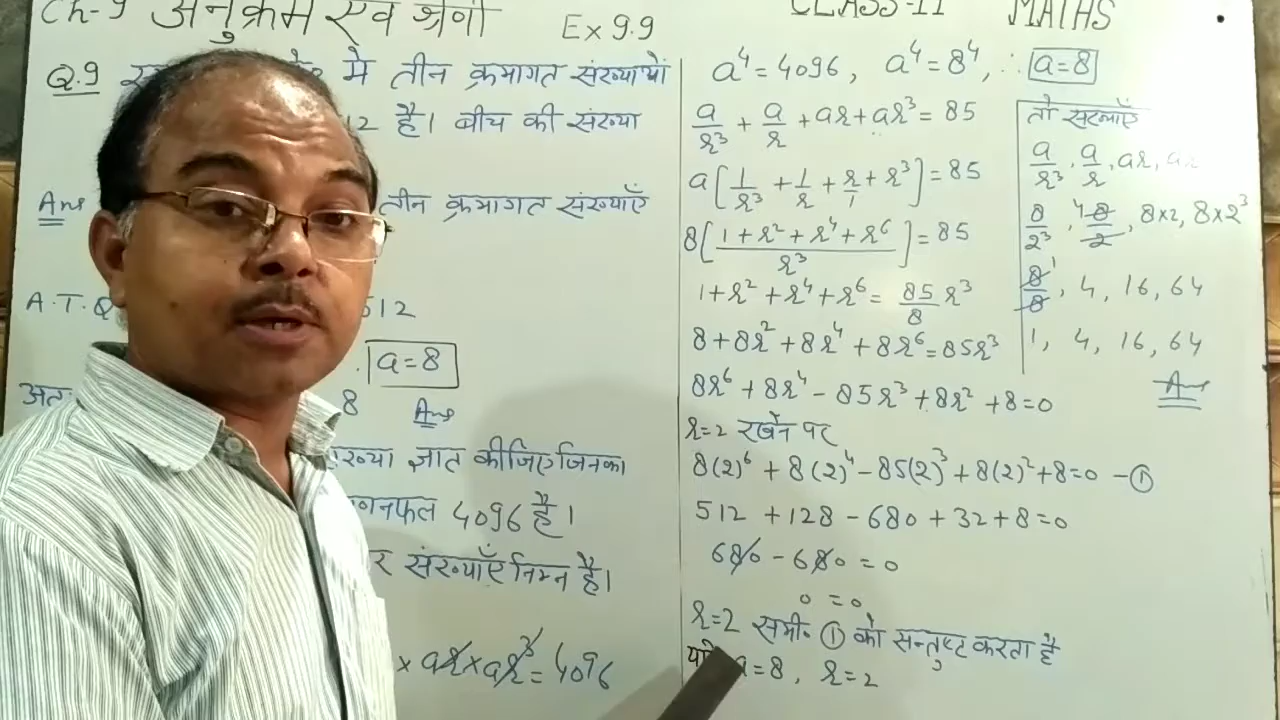 Ch-9 अनुक्रम एवं श्रेणी Ex 9.9 CLASS-11 MATHS
Q.9 में तीन क्रमागत संख्याओं
12 है। बीच की संख्या
Ans तीन क्रमागत संख्याएँ
A.T.Q 512
a=8
अतः 8 Ans
संख्या ज्ञात कीजिए जिनका
गुनफल 4096 है।
र संख्याएँ निम्न है।
× ar × ar³ = 4096
a⁴ = 4096, a⁴ = 8⁴, ∴ a=8
a/r³ + a/r + ar + ar³ = 85
a[1/r³ + 1/r + r/1 + r³] = 85
8[(1 + r² + r⁴ + r⁶)/r³] = 85
1 + r² + r⁴ + r⁶ = 85/8 r³
8 + 8r² + 8r⁴ + 8r⁶ = 85r³
8r⁶ + 8r⁴ - 85r³ + 8r² + 8 = 0
r=2 रखने पर
8(2)⁶ + 8(2)⁴ - 85(2)³ + 8(2)² + 8 = 0 - ①
512 + 128 - 680 + 32 + 8 = 0
680 - 680 = 0
0 = 0
r=2 समी. ① को सन्तुष्ट करता है
a=8, r=2
तो संख्याएँ
a/r³, a/r, ar, ar
8/2³, 4 8/2, 8×2, 8×2³
8/8 1, 4, 16, 64
1, 4, 16, 64
Ans